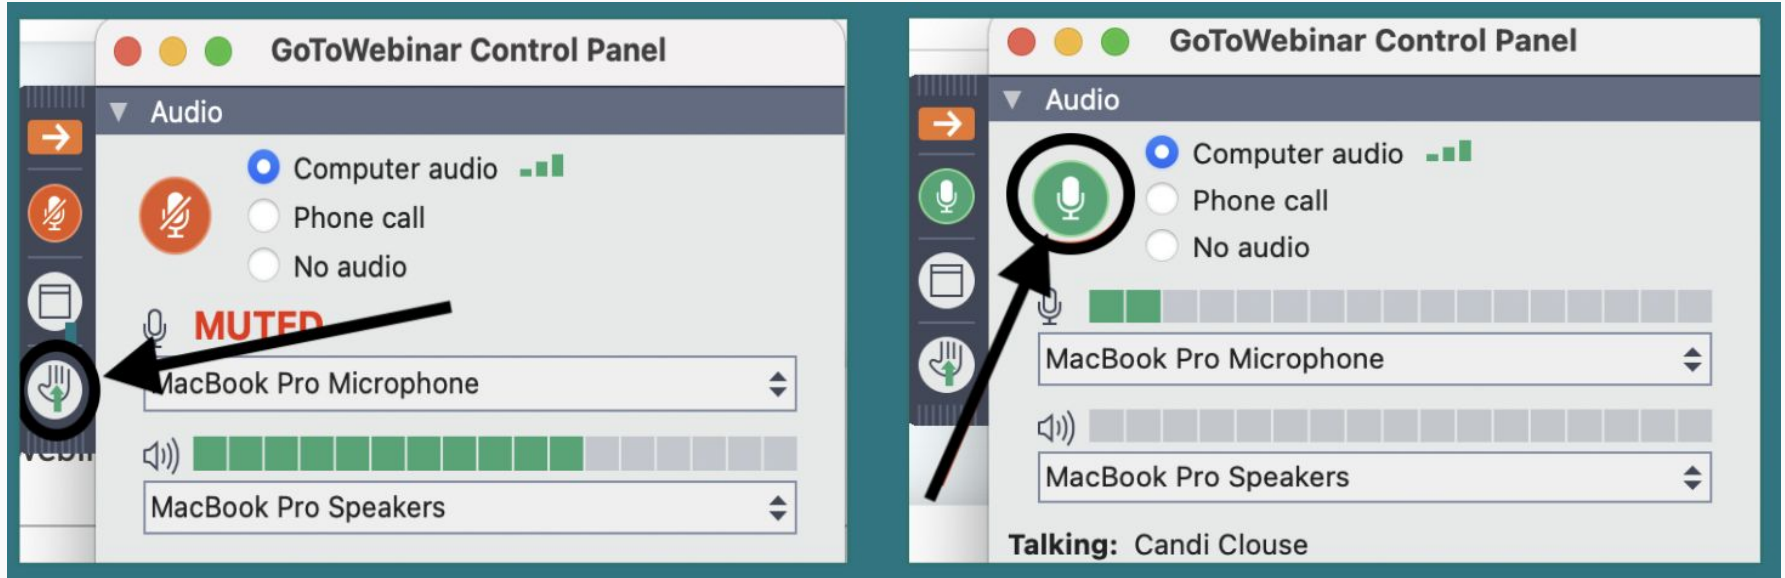 GoToWebinar Control Panel
Audio
Computer audio
Phone call
No audio
MUTED
MacBook Pro Microphone
MacBook Pro Speakers
GoToWebinar Control Panel
Audio
Computer audio
Phone call
No audio
MacBook Pro Microphone
MacBook Pro Speakers
Talking: Candi Clouse